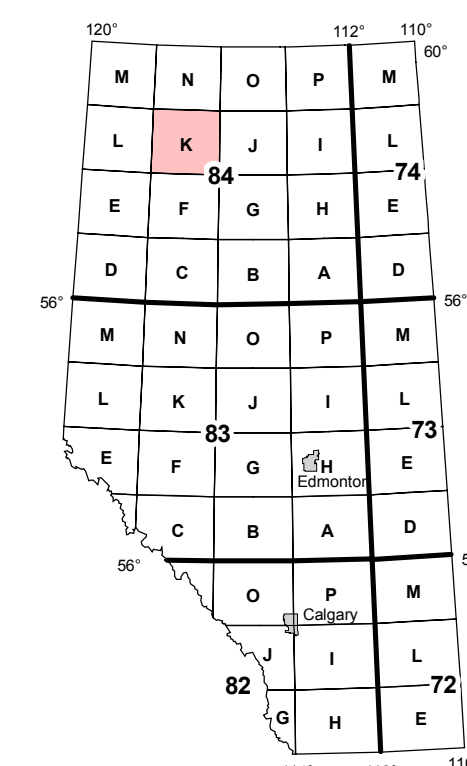 120° 112° 110°
60°
M N O P M
L K J I L
84 74
E F G H E
D C B A D
56° 56°
M N O P M
L K J I L
83 73
E F G H E
Edmonton
C B A D
56°
O P M
Calgary
J I L
82 72
G H E